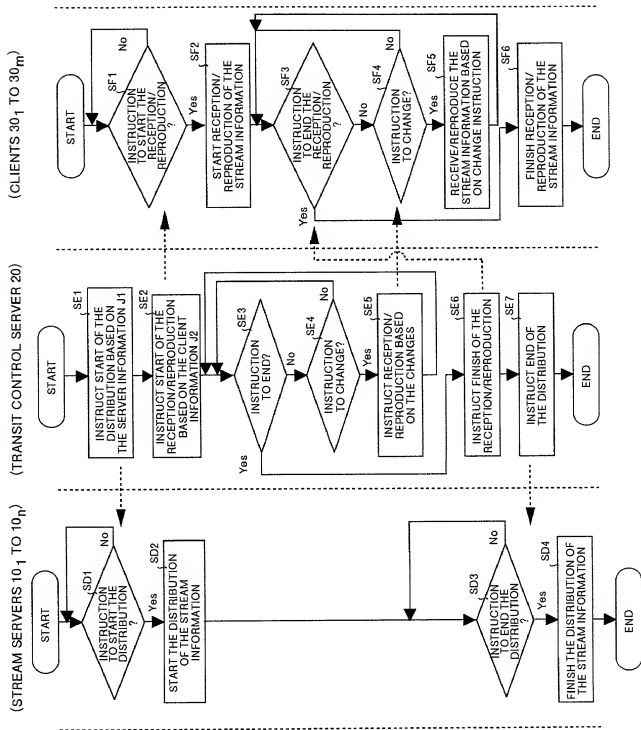 (STREAM SERVERS 10₁ TO 10ₙ)
START
SD1
INSTRUCTION
TO START THE
DISTRIBUTION
?
No
Yes
SD2
START THE DISTRIBUTION
OF THE STREAM
INFORMATION
SD3
INSTRUCTION
TO END THE
DISTRIBUTION
?
No
Yes
SD4
FINISH THE DISTRIBUTION OF
THE STREAM INFORMATION
END
(TRANSIT CONTROL SERVER 20)
START
SE1
INSTRUCT START OF THE
DISTRIBUTION BASED ON
THE SERVER INFORMATION J1
SE2
INSTRUCT START OF THE
RECEPTION/REPRODUCTION
BASED ON THE CLIENT
INFORMATION J2
SE3
INSTRUCTION
TO END?
Yes
No
SE4
INSTRUCTION
TO CHANGE?
No
Yes
SE5
INSTRUCT RECEPTION/
REPRODUCTION BASED
ON THE CHANGES
SE6
INSTRUCT FINISH OF THE
RECEPTION/REPRODUCTION
SE7
INSTRUCT END OF
THE DISTRIBUTION
END
(CLIENTS 30₁ TO 30ₘ)
START
SF1
INSTRUCTION
TO START THE
RECEPTION/
REPRODUCTION
?
No
Yes
SF2
START RECEPTION/
REPRODUCTION OF THE
STREAM INFORMATION
SF3
INSTRUCTION
TO END THE
RECEPTION/
REPRODUCTION
?
Yes
No
SF4
INSTRUCTION
TO CHANGE?
No
Yes
SF5
RECEIVE/REPRODUCE THE
STREAM INFORMATION BASED
ON CHANGE INSTRUCTION
SF6
FINISH RECEPTION/
REPRODUCTION OF THE
STREAM INFORMATION
END